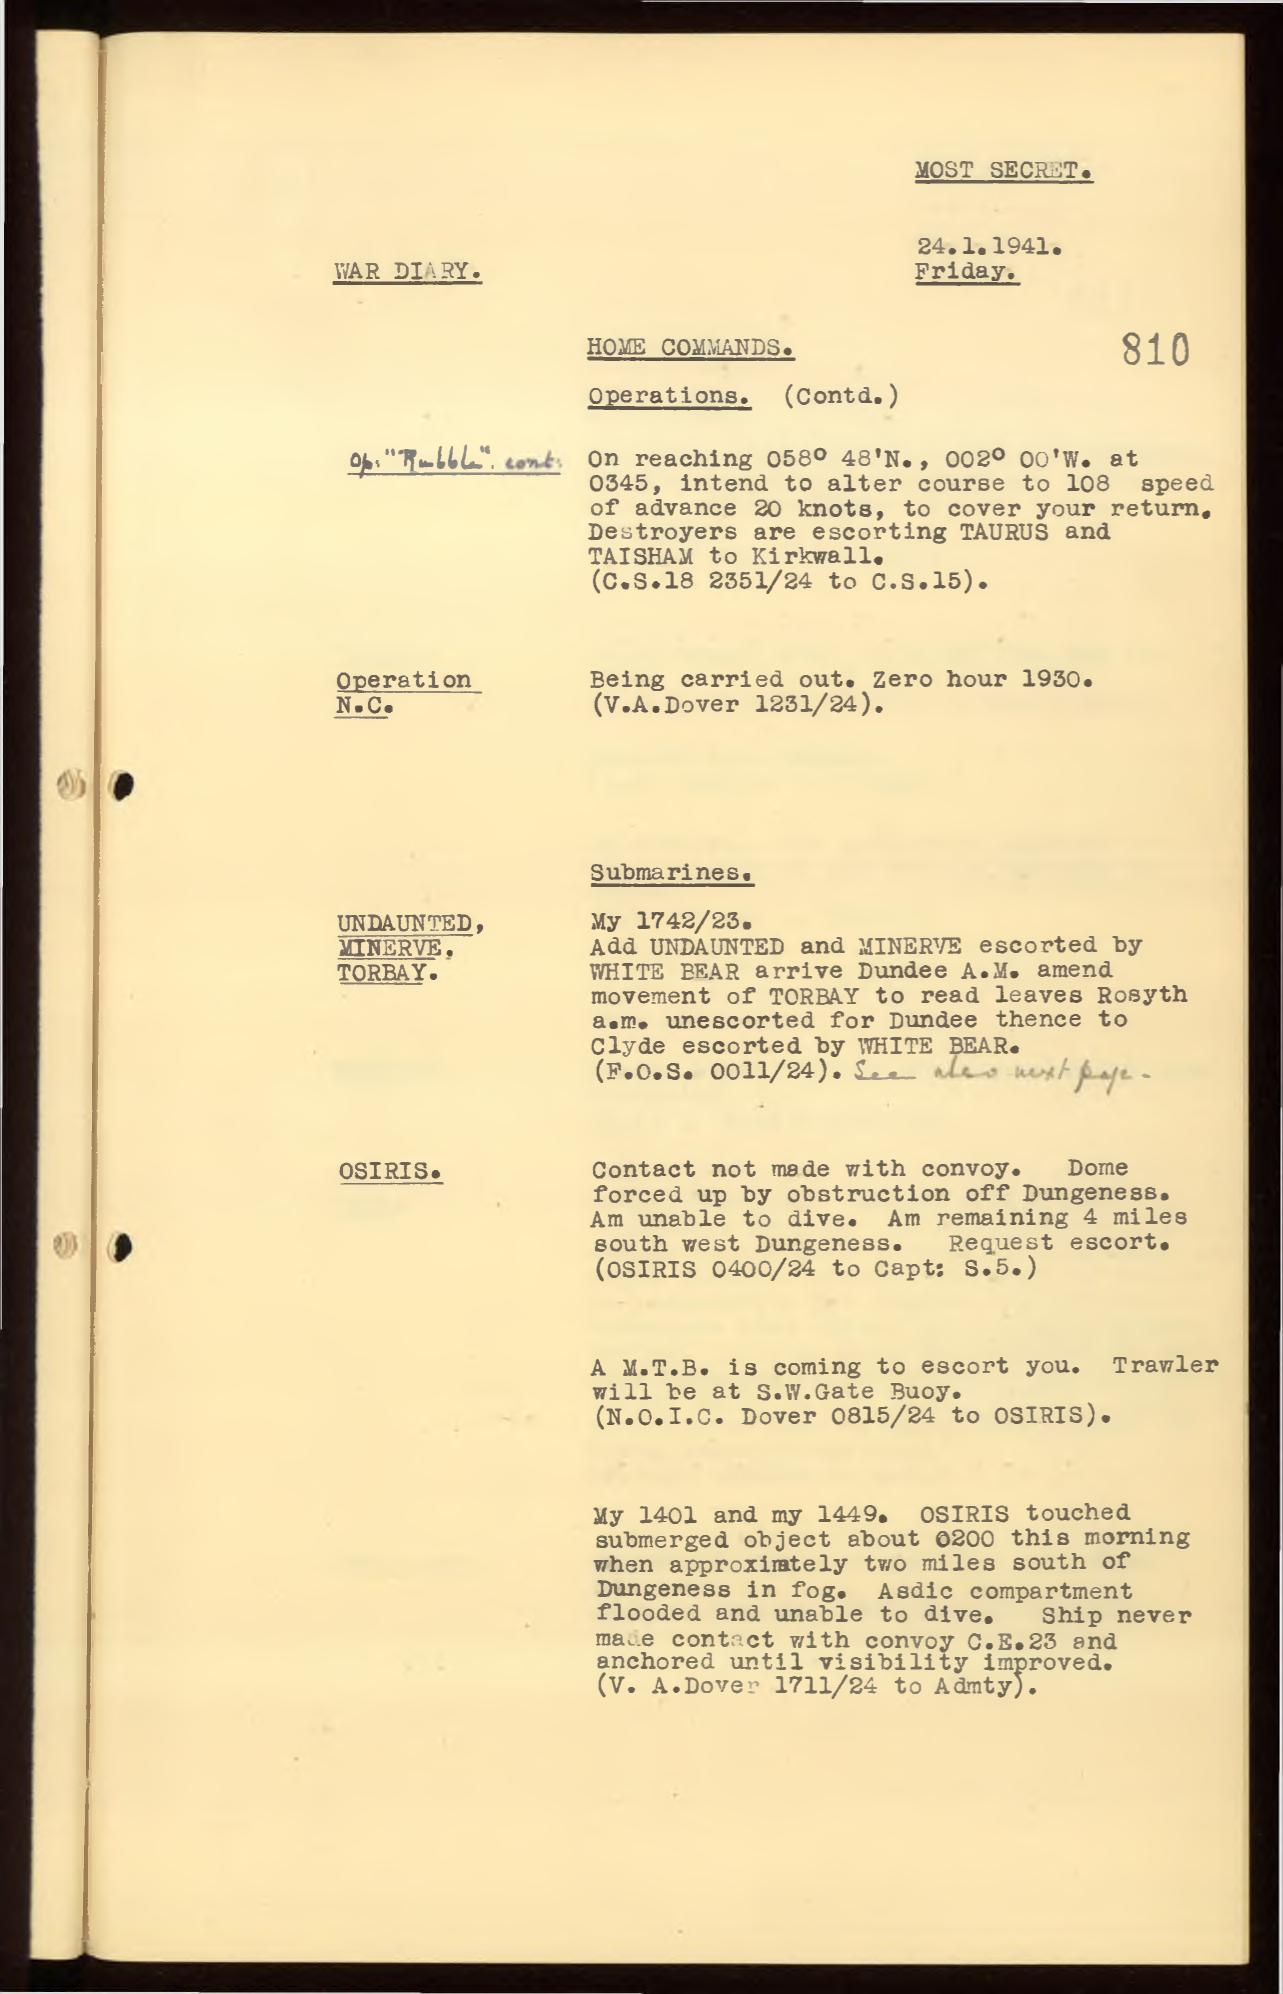 MOST SECRET.
24.1.1941.
WAR DIARY.
Friday.
HOME COMMANDS.
810
Operations. (Contd.)
Op: "Rubble". cont:
On reaching 058° 48'N., 002° 00'W. at
0345, intend to alter course to 108 speed
of advance 20 knots, to cover your return.
Destroyers are escorting TAURUS and
TAISHAM to Kirkwall.
(C.S.18 2351/24 to C.S.15).
Operation
N.C.
Being carried out. Zero hour 1930.
(V.A.Dover 1231/24).
Submarines.
UNDAUNTED,
MINERVE,
TORBAY.
My 1742/23.
Add UNDAUNTED and MINERVE escorted by
WHITE BEAR arrive Dundee A.M. amend
movement of TORBAY to read leaves Rosyth
a.m. unescorted for Dundee thence to
Clyde escorted by WHITE BEAR.
(F.O.S. 0011/24). See also next page.
OSIRIS.
Contact not made with convoy. Dome
forced up by obstruction off Dungeness.
Am unable to dive. Am remaining 4 miles
south west Dungeness. Request escort.
(OSIRIS 0400/24 to Capt: S.5.)
A M.T.B. is coming to escort you. Trawler
will be at S.W.Gate Buoy.
(N.O.I.C. Dover 0815/24 to OSIRIS).
My 1401 and my 1449. OSIRIS touched
submerged object about 0200 this morning
when approximately two miles south of
Dungeness in fog. Asdic compartment
flooded and unable to dive. Ship never
made contact with convoy C.E.23 and
anchored until visibility improved.
(V. A.Dover 1711/24 to Admty).